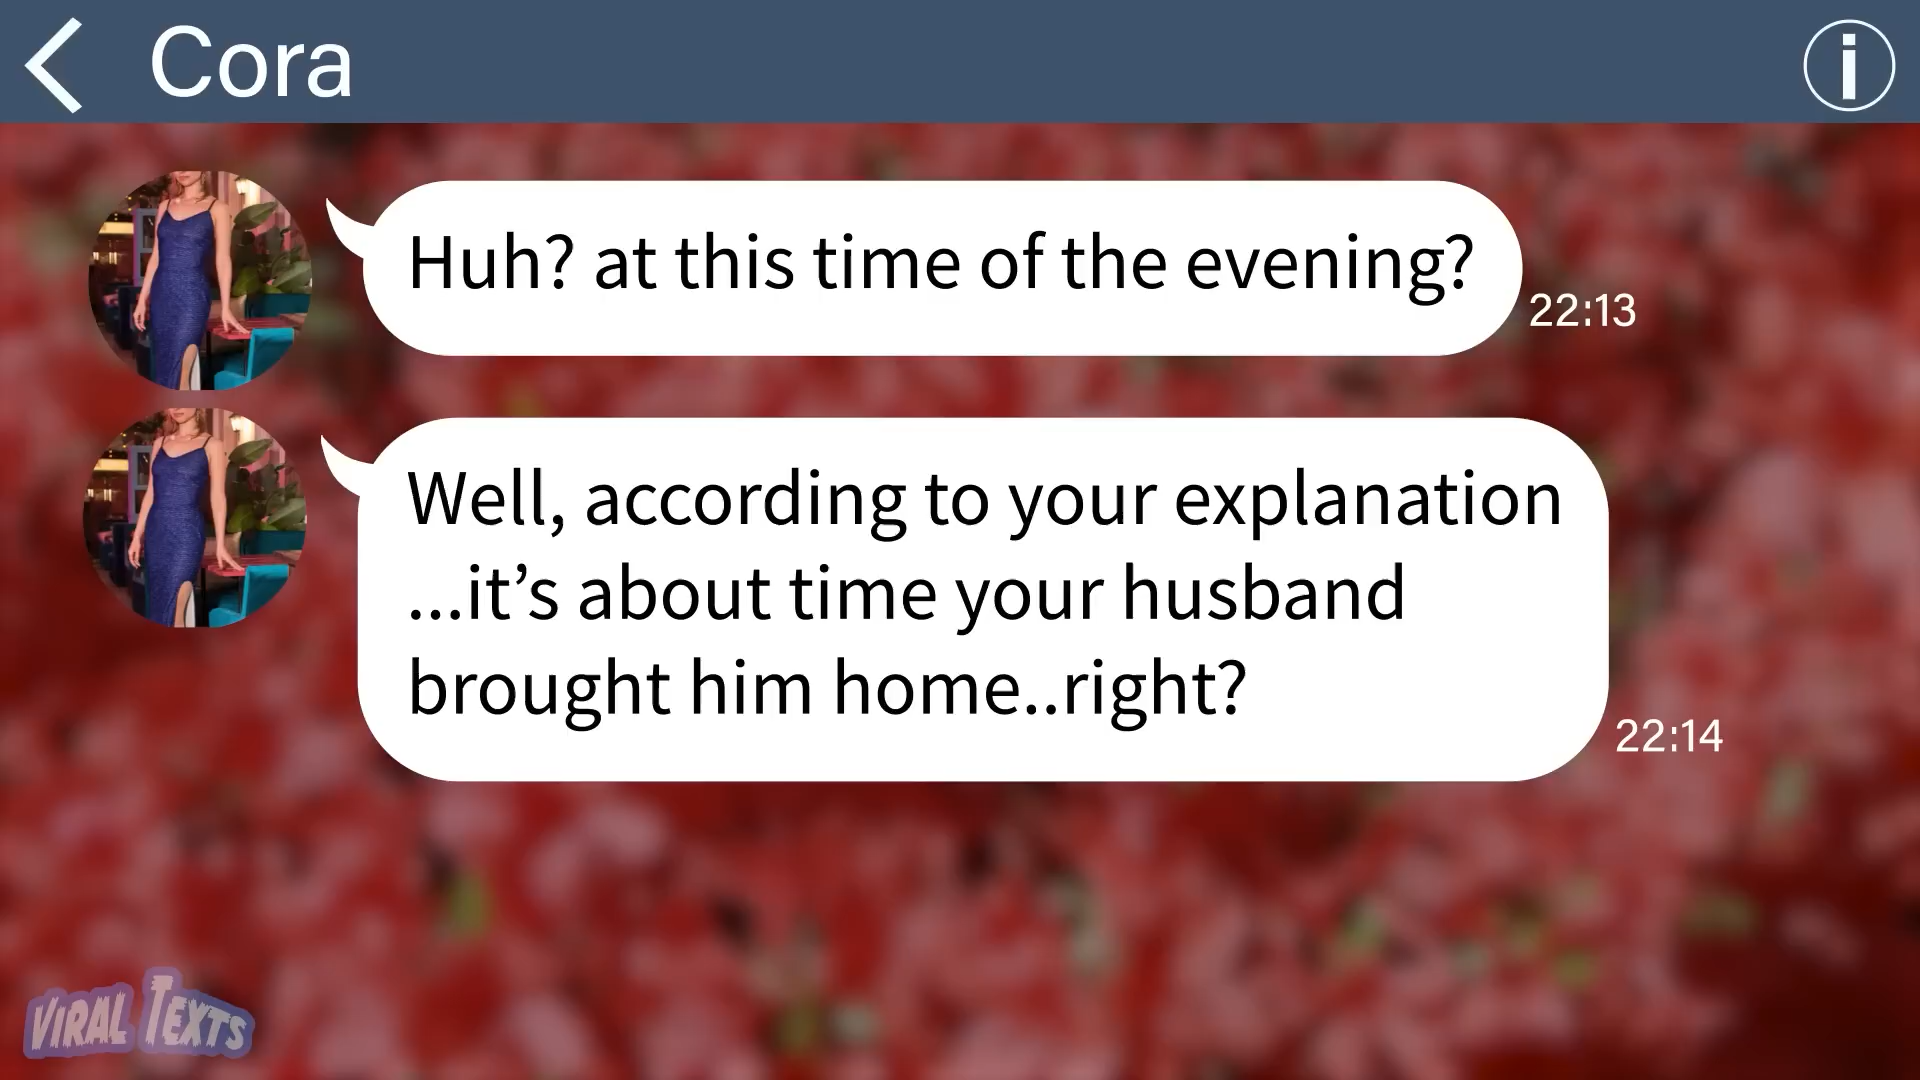 Cora
Huh? at this time of the evening?
22:13
Well, according to your explanation
...it’s about time your husband
brought him home..right?
22:14
VIRAL TEXTS